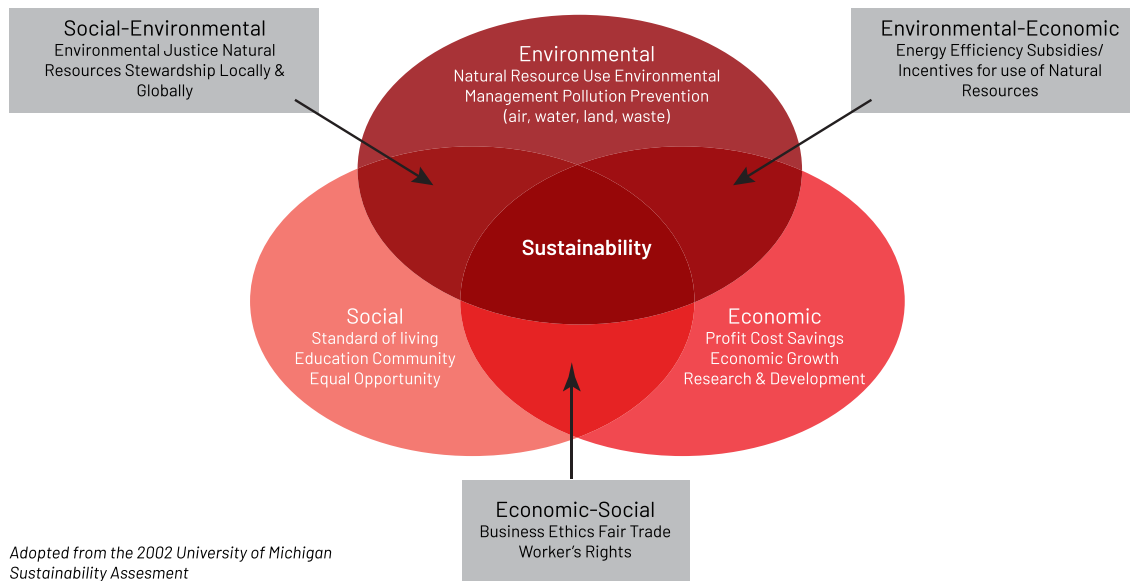 Social-Environmental
Environmental Justice Natural
Resources Stewardship Locally &
Globally
Environmental
Natural Resource Use Environmental
Management Pollution Prevention
(air, water, land, waste)
Environmental-Economic
Energy Efficiency Subsidies/
Incentives for use of Natural
Resources
Sustainability
Social
Standard of living
Education Community
Equal Opportunity
Economic
Profit Cost Savings
Economic Growth
Research & Development
Economic-Social
Business Ethics Fair Trade
Worker's Rights
Adopted from the 2002 University of Michigan
Sustainability Assesment